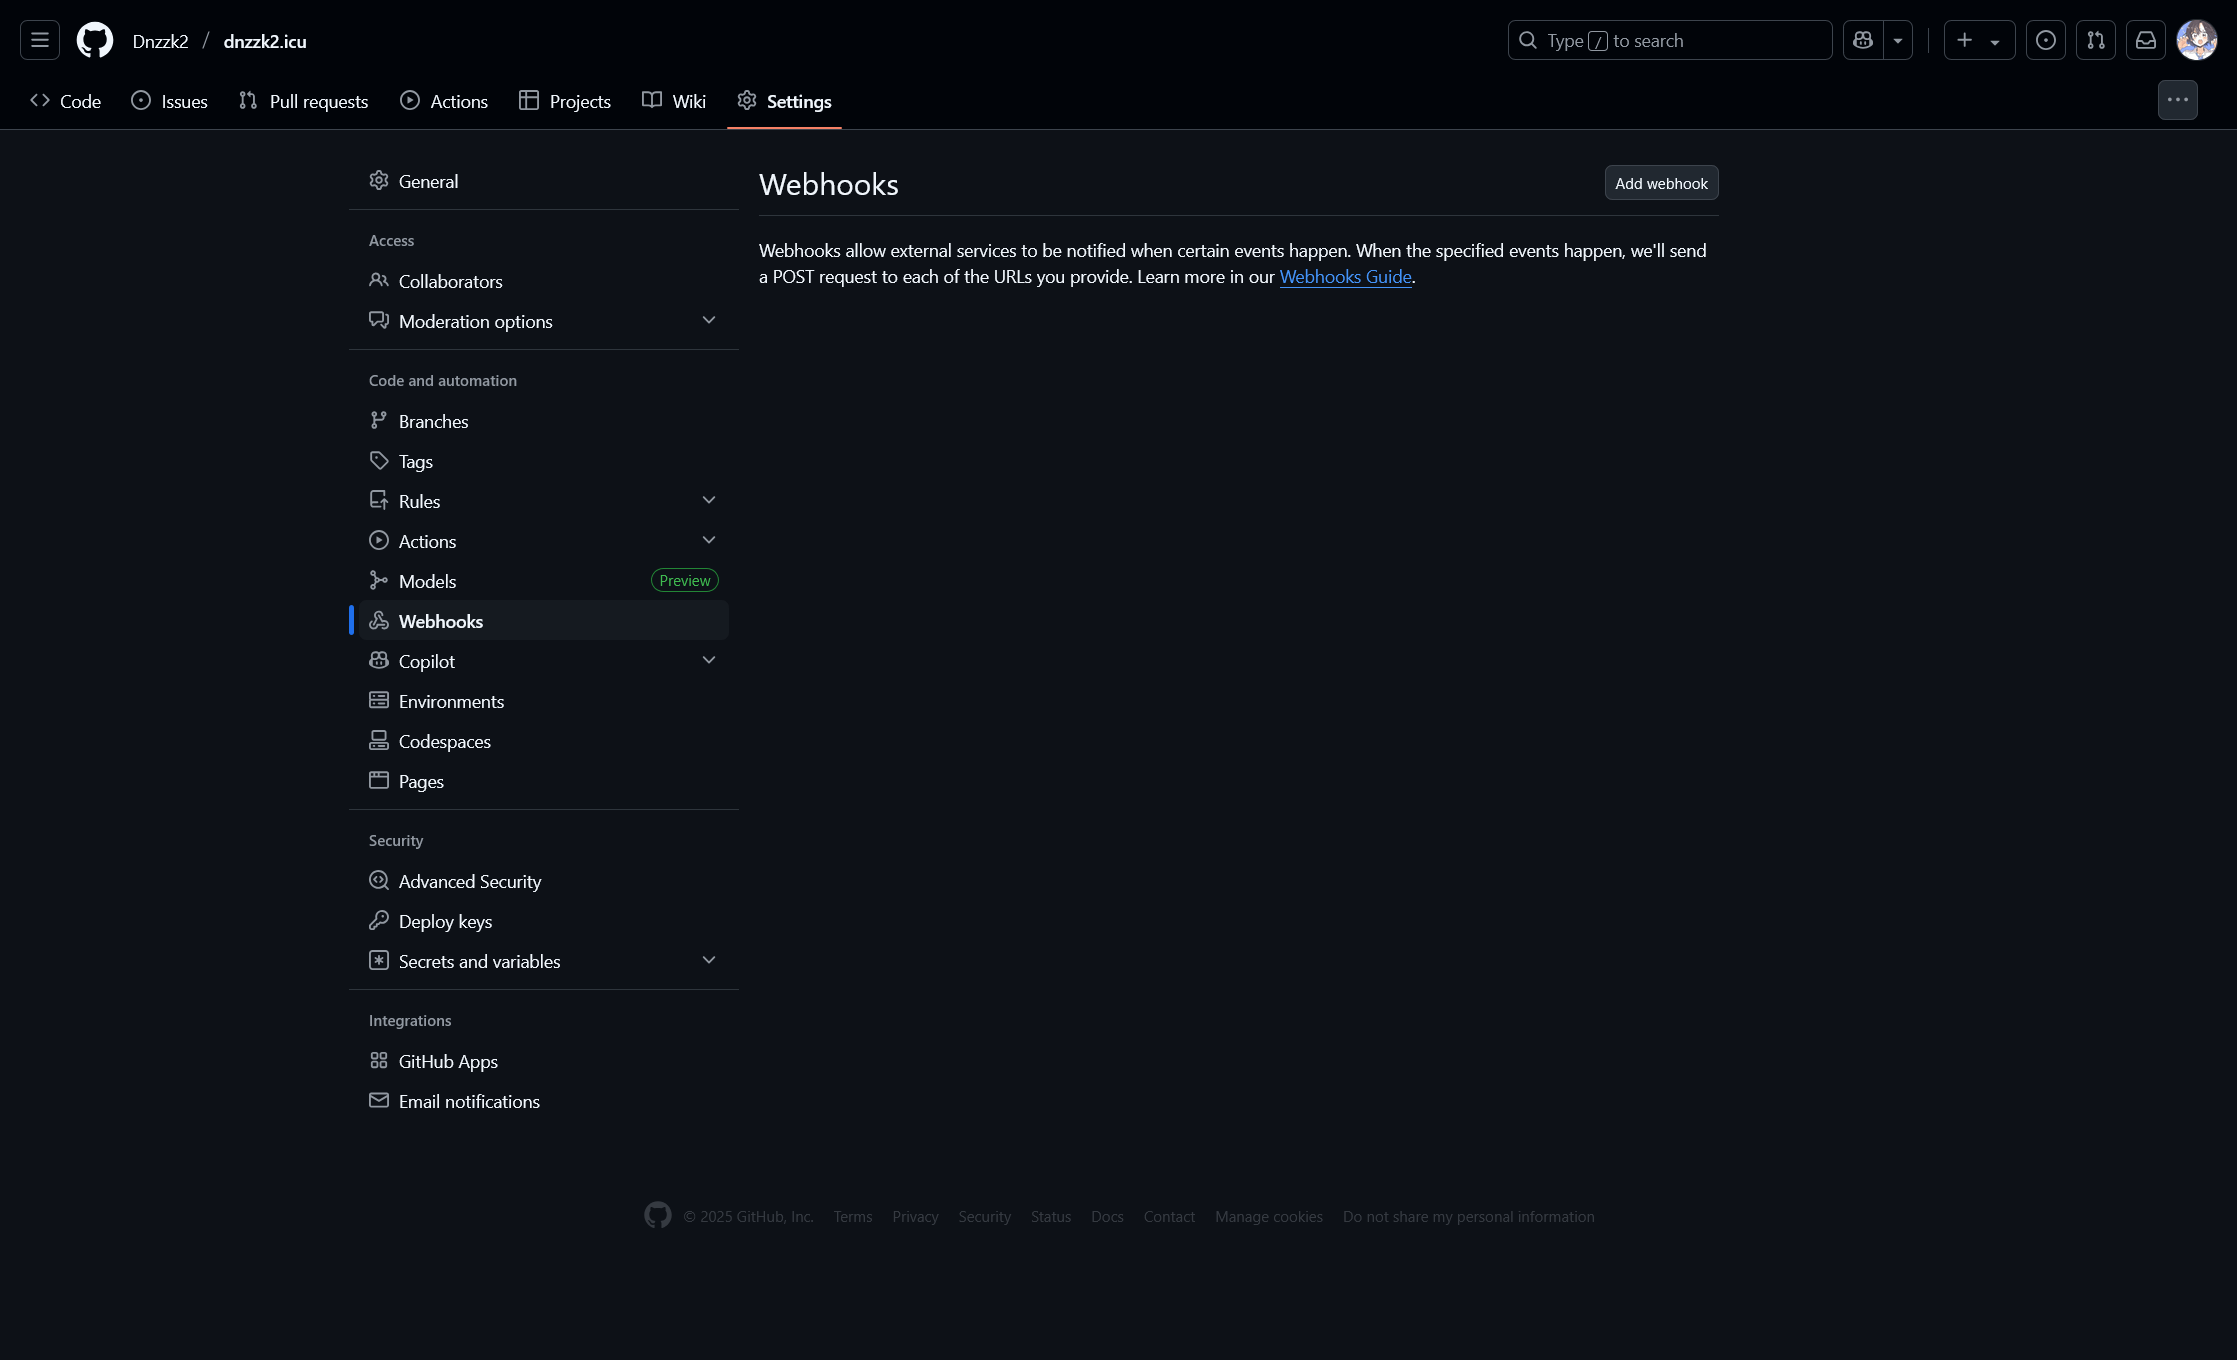 Dnzzk2 / dnzzk2.icu
Type / to search
Code
Issues
Pull requests
Actions
Projects
Wiki
Settings
General
Access
Collaborators
Moderation options
Code and automation
Branches
Tags
Rules
Actions
Models
Preview
Webhooks
Copilot
Environments
Codespaces
Pages
Security
Advanced Security
Deploy keys
Secrets and variables
Integrations
GitHub Apps
Email notifications
Webhooks
Add webhook
Webhooks allow external services to be notified when certain events happen. When the specified events happen, we'll send
a POST request to each of the URLs you provide. Learn more in our Webhooks Guide.
© 2025 GitHub, Inc.
Terms
Privacy
Security
Status
Docs
Contact
Manage cookies
Do not share my personal information